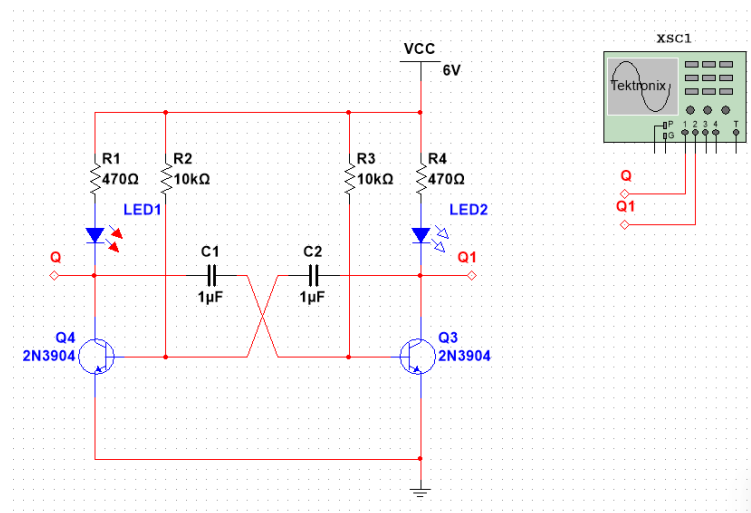 XSC1
VCC
6V
Tektronix
P
G
1 2 3 4 T
R1
470Ω
R2
10kΩ
R3
10kΩ
R4
470Ω
LED1
LED2
Q
Q1
Q
C1
1µF
C2
1µF
Q1
Q4
2N3904
Q3
2N3904